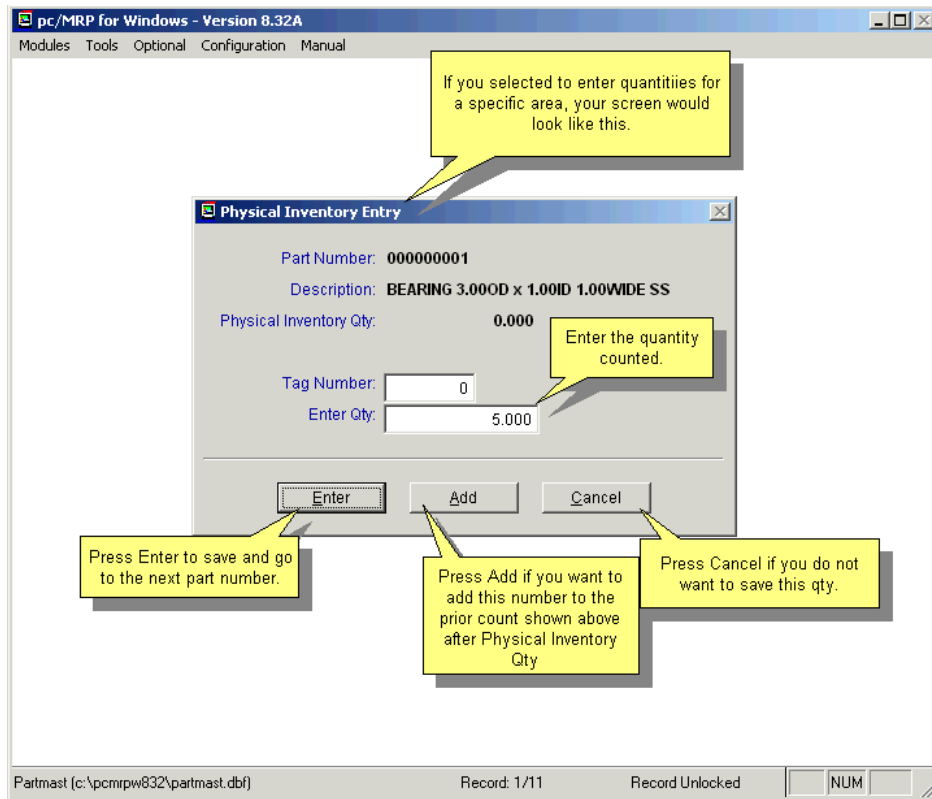 pc/MRP for Windows - Version 8.32A
Modules Tools Optional Configuration Manual
If you selected to enter quantitiies for
a specific area, your screen would
look like this.
Physical Inventory Entry
Part Number: 000000001
Description: BEARING 3.00OD x 1.00ID 1.00WIDE SS
Physical Inventory Qty: 0.000
Enter the quantity
counted.
Tag Number: 0
Enter Qty: 5.000
Enter Add Cancel
Press Enter to save and go
to the next part number.
Press Add if you want to
add this number to the
prior count shown above
after Physical Inventory
Qty
Press Cancel if you do not
want to save this qty.
Partmast (c:\pcmrpw832\partmast.dbf) Record: 1/11 Record Unlocked NUM